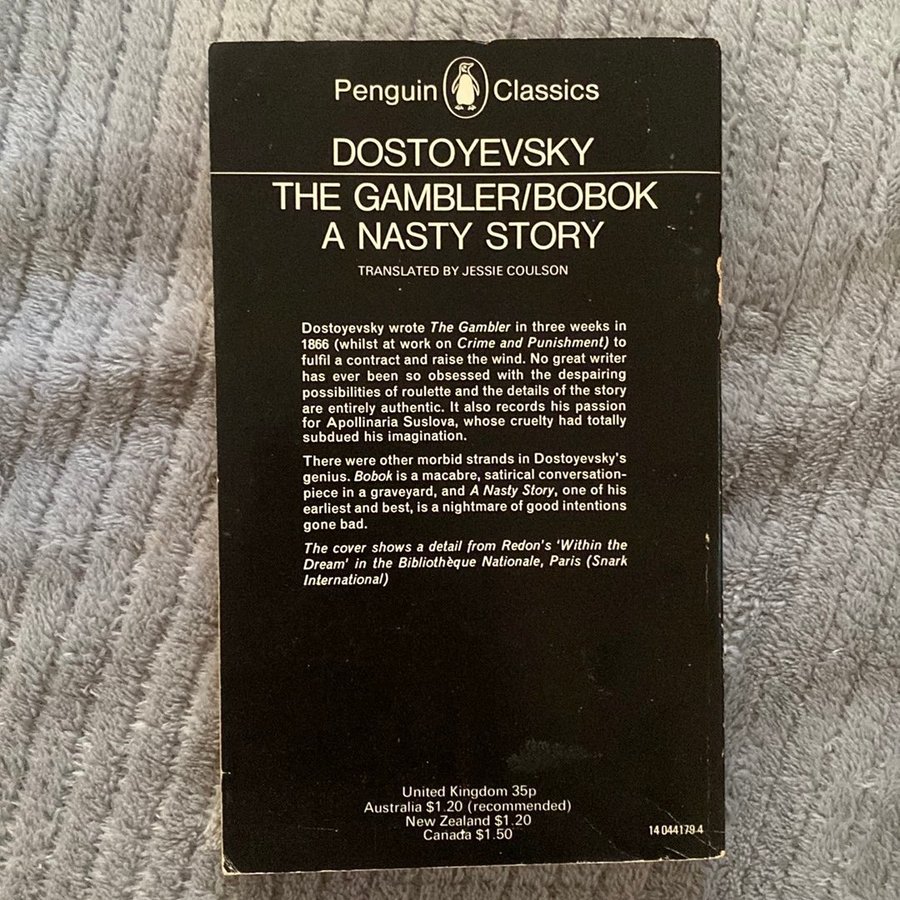 Penguin Classics
DOSTOYEVSKY
THE GAMBLER/BOBOK
A NASTY STORY
TRANSLATED BY JESSIE COULSON
Dostoyevsky wrote The Gambler in three weeks in
1866 (whilst at work on Crime and Punishment) to
fulfil a contract and raise the wind. No great writer
has ever been so obsessed with the despairing
possibilities of roulette and the details of the story
are entirely authentic. It also records his passion
for Apollinaria Suslova, whose cruelty had totally
subdued his imagination.
There were other morbid strands in Dostoyevsky's
genius. Bobok is a macabre, satirical conversation-
piece in a graveyard, and A Nasty Story, one of his
earliest and best, is a nightmare of good intentions
gone bad.
The cover shows a detail from Redon's 'Within the
Dream' in the Bibliothèque Nationale, Paris (Snark
International)
United Kingdom 35p
Australia $1.20 (recommended)
New Zealand $1.20
Canada $1.50
14 044179 4